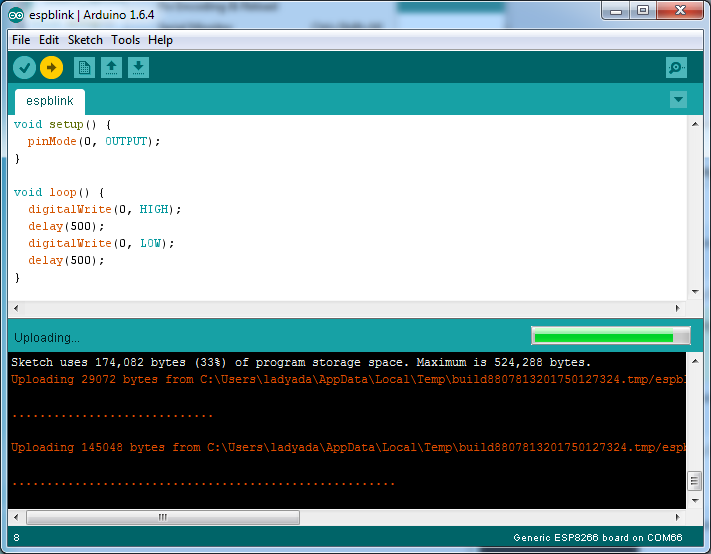 espblink | Arduino 1.6.4
File Edit Sketch Tools Help
espblink
void setup() {
  pinMode(0, OUTPUT);
}
void loop() {
  digitalWrite(0, HIGH);
  delay(500);
  digitalWrite(0, LOW);
  delay(500);
}
Uploading...
Sketch uses 174,082 bytes (33%) of program storage space. Maximum is 524,288 bytes.
Uploading 29072 bytes from C:\Users\ladyada\AppData\Local\Temp\build8807813201750127324.tmp/espb
.............................
Uploading 145048 bytes from C:\Users\ladyada\AppData\Local\Temp\build8807813201750127324.tmp/esp
.......................................................
8
Generic ESP8266 board on COM66